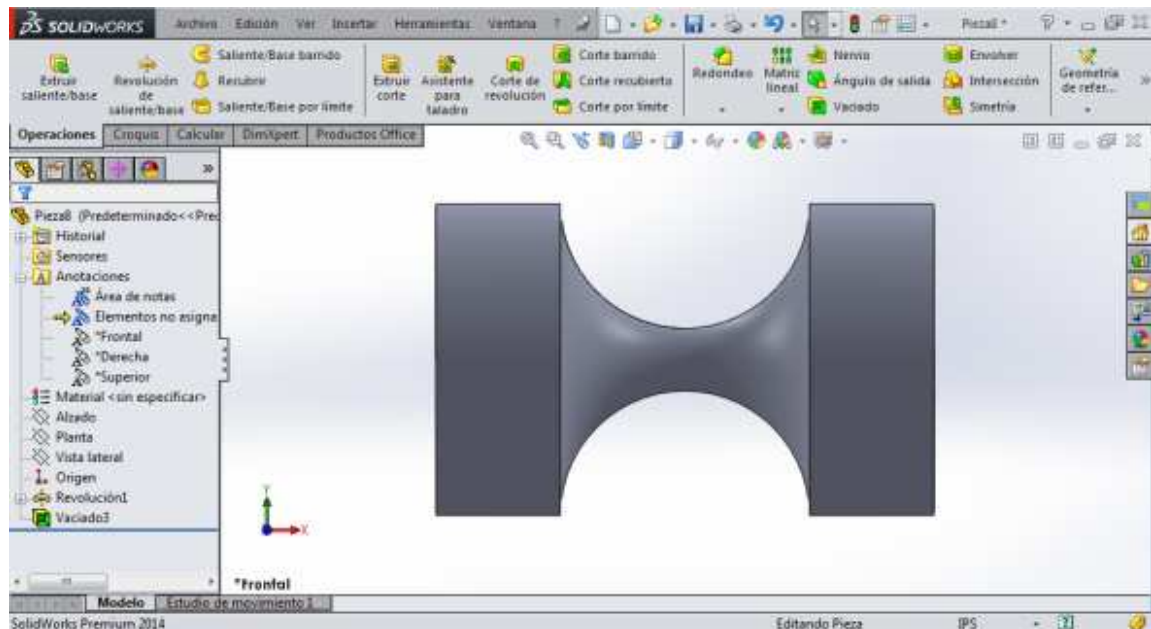 SOLIDWORKS Archivo Edición Ver Insertar Herramientas Ventana ? Pieza8 *
Extruir saliente/base
Revolución de saliente/base
Saliente/Base barrido
Recubrir
Saliente/Base por límite
Extruir corte
Asistente para taladro
Corte de revolución
Corte barrido
Corte recubierto
Corte por límite
Redondeo
Matriz lineal
Nervio
Ángulo de salida
Vaciado
Envolver
Intersección
Simetría
Geometría de refer...
Operaciones Croquis Calcular DimXpert Productos Office
Pieza8 (Predeterminado<<Pred
Historial
Sensores
Anotaciones
Área de notas
Elementos no asigna
*Frontal
*Derecha
*Superior
Material <sin especificar>
Alzado
Planta
Vista lateral
Origen
Revolución1
Vaciado3
Y
X
*Frontal
Modelo Estudio de movimiento 1
SolidWorks Premium 2014 Editando Pieza IPS